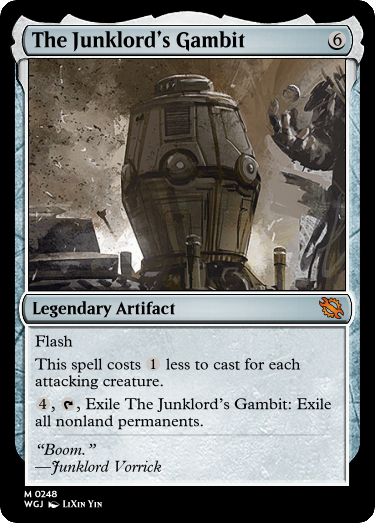 The Junklord's Gambit 6
Legendary Artifact
Flash
This spell costs 1 less to cast for each
attacking creature.
4, , Exile The Junklord's Gambit: Exile
all nonland permanents.
“Boom.”
—Junklord Vorrick
M 0248
WGJ LiXin Yin